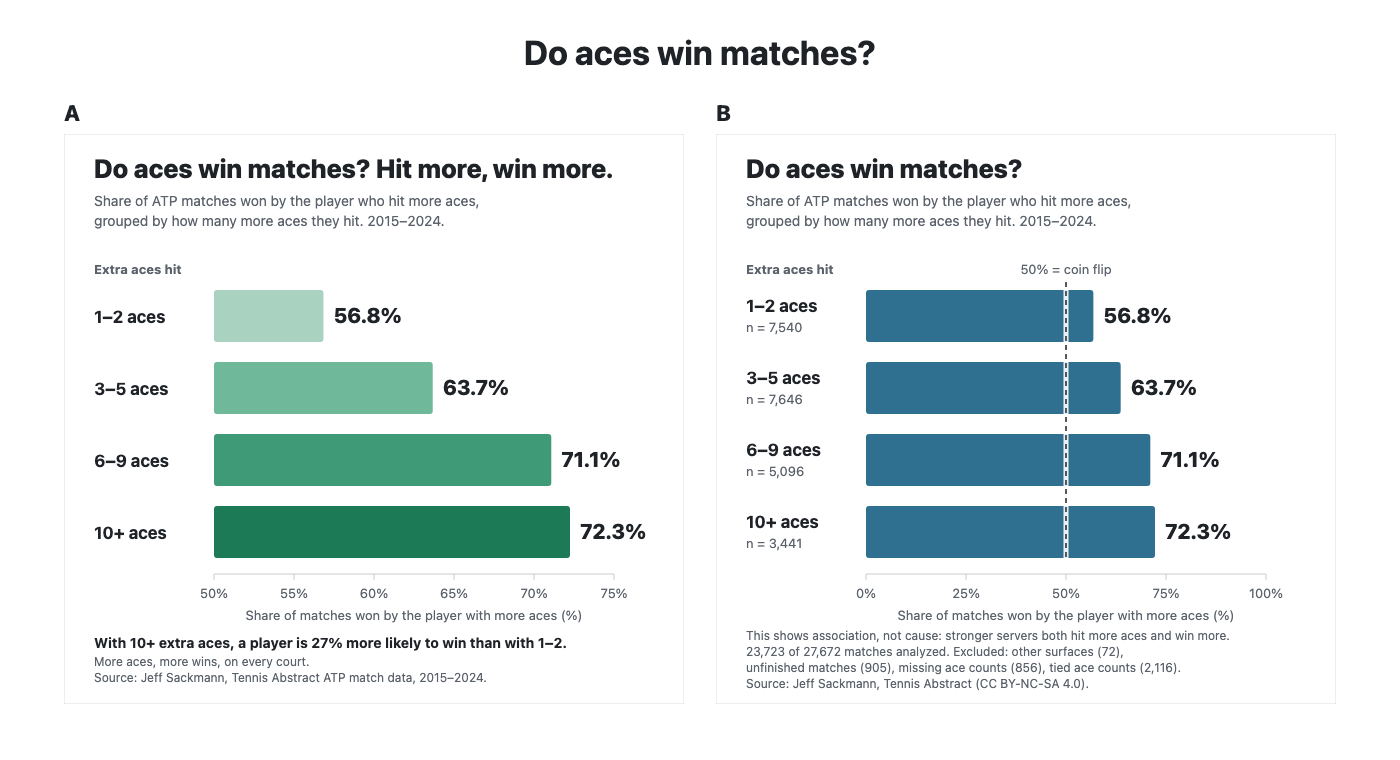 Do aces win matches?
A
Do aces win matches? Hit more, win more.
Share of ATP matches won by the player who hit more aces,
grouped by how many more aces they hit. 2015–2024.
Extra aces hit
1–2 aces
56.8%
3–5 aces
63.7%
6–9 aces
71.1%
10+ aces
72.3%
50% 55% 60% 65% 70% 75%
Share of matches won by the player with more aces (%)
With 10+ extra aces, a player is 27% more likely to win than with 1–2.
More aces, more wins, on every court.
Source: Jeff Sackmann, Tennis Abstract ATP match data, 2015–2024.
B
Do aces win matches?
Share of ATP matches won by the player who hit more aces,
grouped by how many more aces they hit. 2015–2024.
Extra aces hit
50% = coin flip
1–2 aces
n = 7,540
56.8%
3–5 aces
n = 7,646
63.7%
6–9 aces
n = 5,096
71.1%
10+ aces
n = 3,441
72.3%
0% 25% 50% 75% 100%
Share of matches won by the player with more aces (%)
This shows association, not cause: stronger servers both hit more aces and win more.
23,723 of 27,672 matches analyzed. Excluded: other surfaces (72),
unfinished matches (905), missing ace counts (856), tied ace counts (2,116).
Source: Jeff Sackmann, Tennis Abstract (CC BY-NC-SA 4.0).